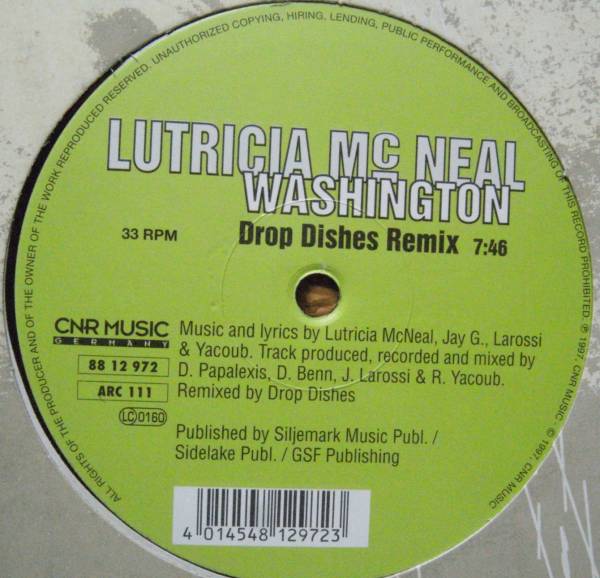 ALL RIGHTS OF THE PRODUCER AND OF THE OWNER OF THE WORK REPRODUCED RESERVED. UNAUTHORIZED COPYING, HIRING, LENDING, PUBLIC PERFORMANCE AND BROADCASTING OF THIS RECORD PROHIBITED. ℗ 1997, CNR MUSIC © 1997, CNR MUSIC
LUTRICIA Mc NEAL
WASHINGTON
33 RPM
Drop Dishes Remix 7:46
CNR MUSIC
GERMANY
88 12 972
ARC 111
LC 0160
Music and lyrics by Lutricia McNeal, Jay G., Larossi
& Yacoub. Track produced, recorded and mixed by
D. Papalexis, D. Benn, J. Larossi & R. Yacoub.
Remixed by Drop Dishes
Published by Siljemark Music Publ. /
Sidelake Publ. / GSF Publishing
4 014548 129723